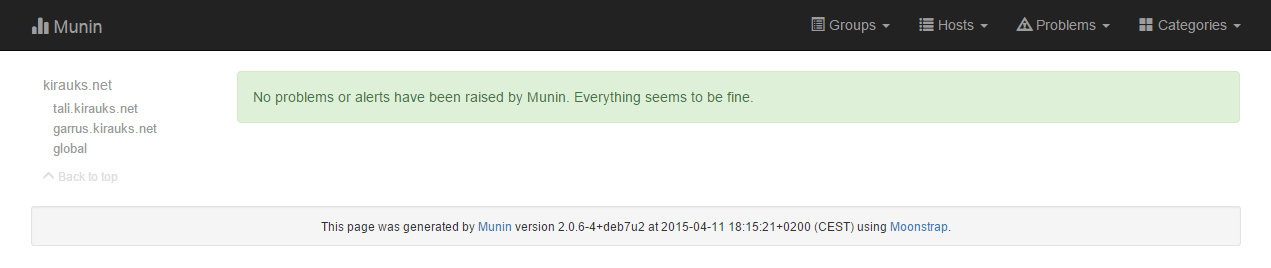 Munin
Groups
Hosts
Problems
Categories
kirauks.net
tali.kirauks.net
garrus.kirauks.net
global
Back to top
No problems or alerts have been raised by Munin. Everything seems to be fine.
This page was generated by Munin version 2.0.6-4+deb7u2 at 2015-04-11 18:15:21+0200 (CEST) using Moonstrap.